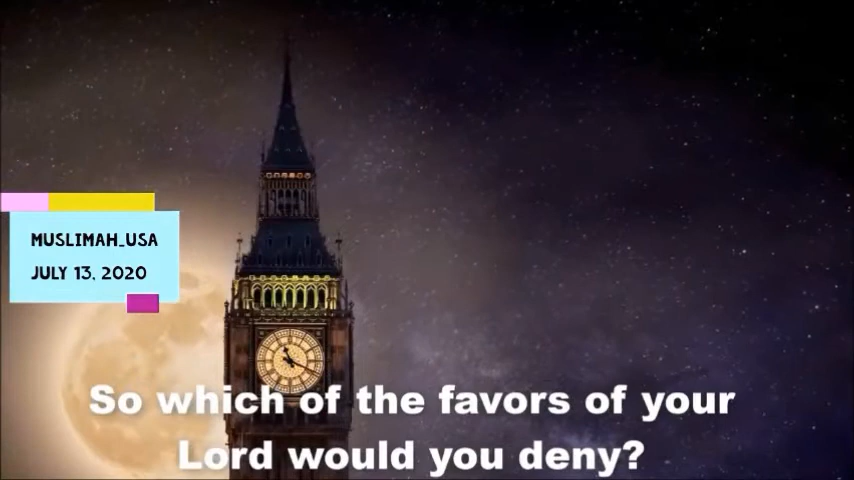 MUSLIMAH_USA
JULY 13, 2020
So which of the favors of your
Lord would you deny?